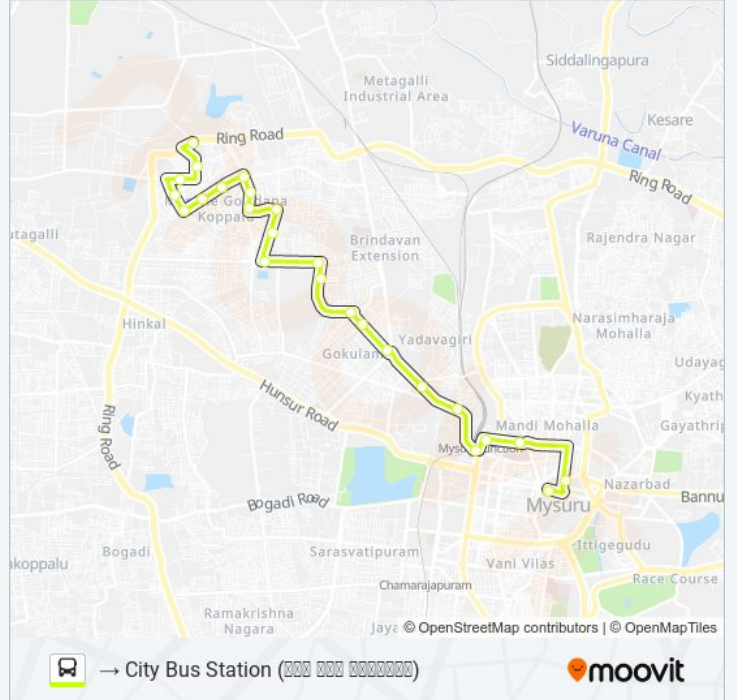 Siddalingapura
Metagalli
Industrial Area
Kesare
Ring Road
Varuna Canal
Ring Road
Koppal
utagalli
Brindavan
Extension
Rajendra Nagar
Hinkal
Narasimharaja
Mohalla
Yadavagiri
Gokulam
Udayag
Kyath
Hunsur Road
Ring Road
Mandi Mohalla
Gayathrip
Nazarbad
Bannu
Bogadi Road
Mysuru
Ittigegudu
Bogadi
Sarasvatipuram
Vani Vilas
koppalu
Race Course
Chamarajapuram
Ramakrishna
Nagara
Jaya
© OpenStreetMap contributors | © OpenMapTiles
→ City Bus Station (▯▯▯ ▯▯▯ ▯▯▯▯▯▯▯)
moovit